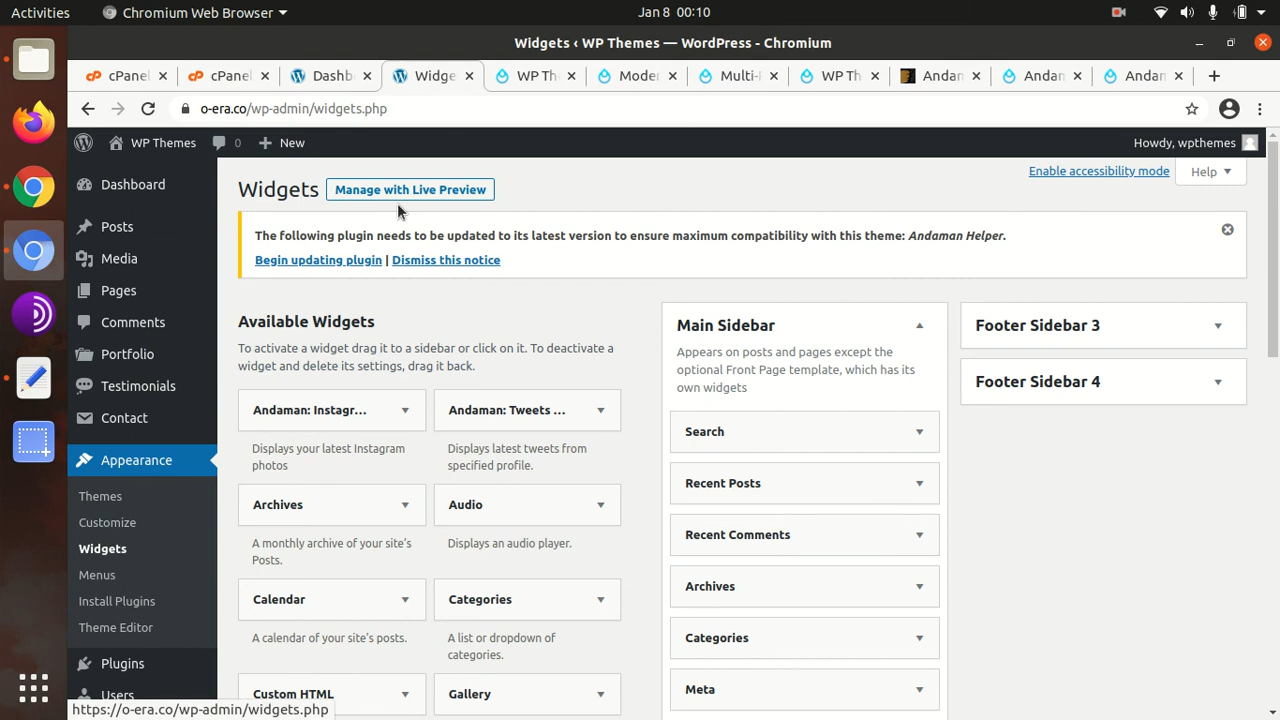 Activities
Chromium Web Browser
Jan 8 00:10
Widgets ‹ WP Themes — WordPress - Chromium
cPanel
cPanel
Dashb
Widge
WP Th
Moder
Multi-
WP Th
Andam
Andan
Andan
o-era.co/wp-admin/widgets.php
WP Themes
0
New
Howdy, wpthemes
Dashboard
Posts
Media
Pages
Comments
Portfolio
Testimonials
Contact
Appearance
Themes
Customize
Widgets
Menus
Install Plugins
Theme Editor
Plugins
Users
Widgets
Manage with Live Preview
Enable accessibility mode
Help
The following plugin needs to be updated to its latest version to ensure maximum compatibility with this theme: Andaman Helper.
Begin updating plugin | Dismiss this notice
Available Widgets
To activate a widget drag it to a sidebar or click on it. To deactivate a
widget and delete its settings, drag it back.
Andaman: Instagr...
Displays your latest Instagram
photos
Andaman: Tweets ...
Displays latest tweets from
specified profile.
Archives
A monthly archive of your site's
Posts.
Audio
Displays an audio player.
Calendar
A calendar of your site's posts.
Categories
A list or dropdown of
categories.
Custom HTML
Gallery
Main Sidebar
Appears on posts and pages except the
optional Front Page template, which has its
own widgets
Search
Recent Posts
Recent Comments
Archives
Categories
Meta
Footer Sidebar 3
Footer Sidebar 4
https://o-era.co/wp-admin/widgets.php